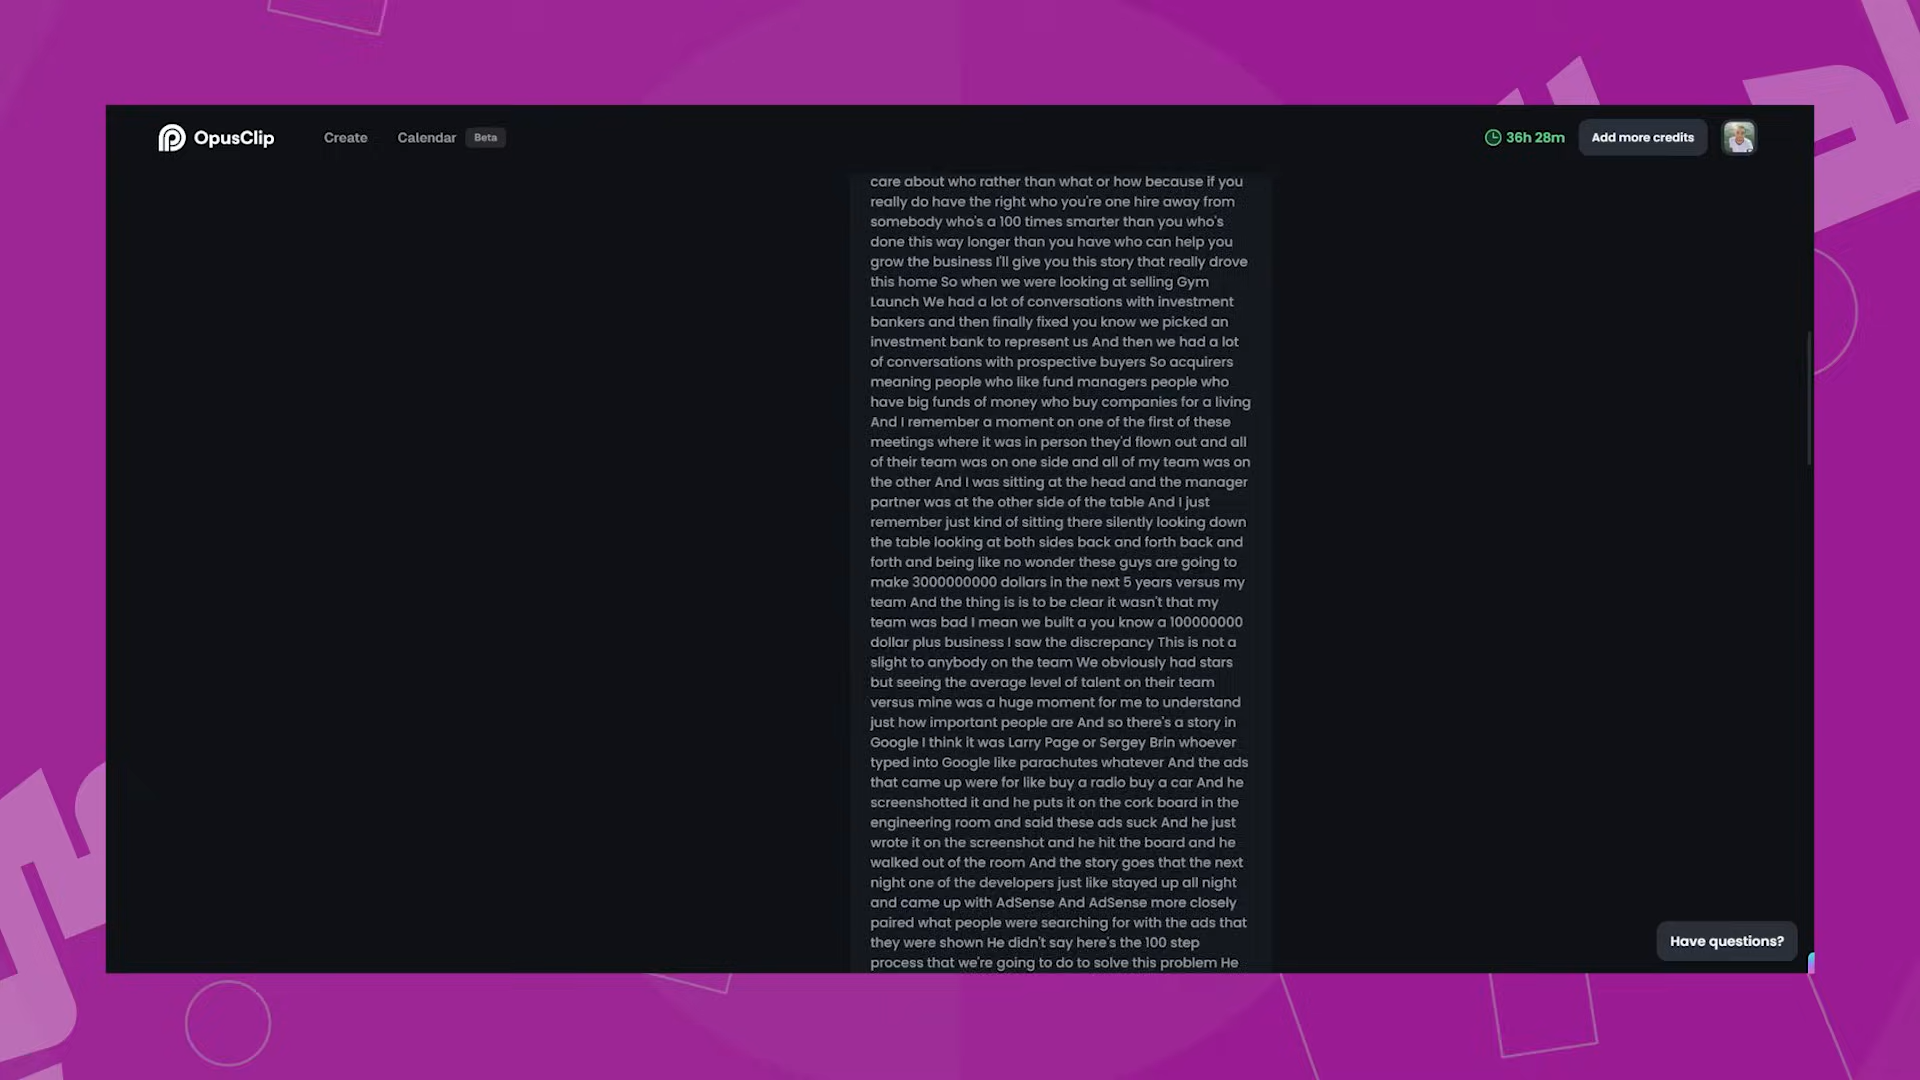 OpusClip
Create
Calendar
Beta
36h 28m
Add more credits
care about who rather than what or how because if you
really do have the right who you're one hire away from
somebody who's a 100 times smarter than you who's
done this way longer than you have who can help you
grow the business I'll give you this story that really drove
this home So when we were looking at selling Gym
Launch We had a lot of conversations with investment
bankers and then finally fixed you know we picked an
investment bank to represent us And then we had a lot
of conversations with prospective buyers So acquirers
meaning people who like fund managers people who
have big funds of money who buy companies for a living
And I remember a moment on one of the first of these
meetings where it was in person they'd flown out and all
of their team was on one side and all of my team was on
the other And I was sitting at the head and the manager
partner was at the other side of the table And I just
remember just kind of sitting there silently looking down
the table looking at both sides back and forth back and
forth and being like no wonder these guys are going to
make 3000000000 dollars in the next 5 years versus my
team And the thing is is to be clear it wasn't that my
team was bad I mean we built a you know a 100000000
dollar plus business I saw the discrepancy This is not a
slight to anybody on the team We obviously had stars
but seeing the average level of talent on their team
versus mine was a huge moment for me to understand
just how important people are And so there's a story in
Google I think it was Larry Page or Sergey Brin whoever
typed into Google like parachutes whatever And the ads
that came up were for like buy a radio buy a car And he
screenshotted it and he puts it on the cork board in the
engineering room and said these ads suck And he just
wrote it on the screenshot and he hit the board and he
walked out of the room And the story goes that the next
night one of the developers just like stayed up all night
and came up with AdSense And AdSense more closely
paired what people were searching for with the ads that
they were shown He didn't say here's the 100 step
process that we're going to do to solve this problem He
Have questions?